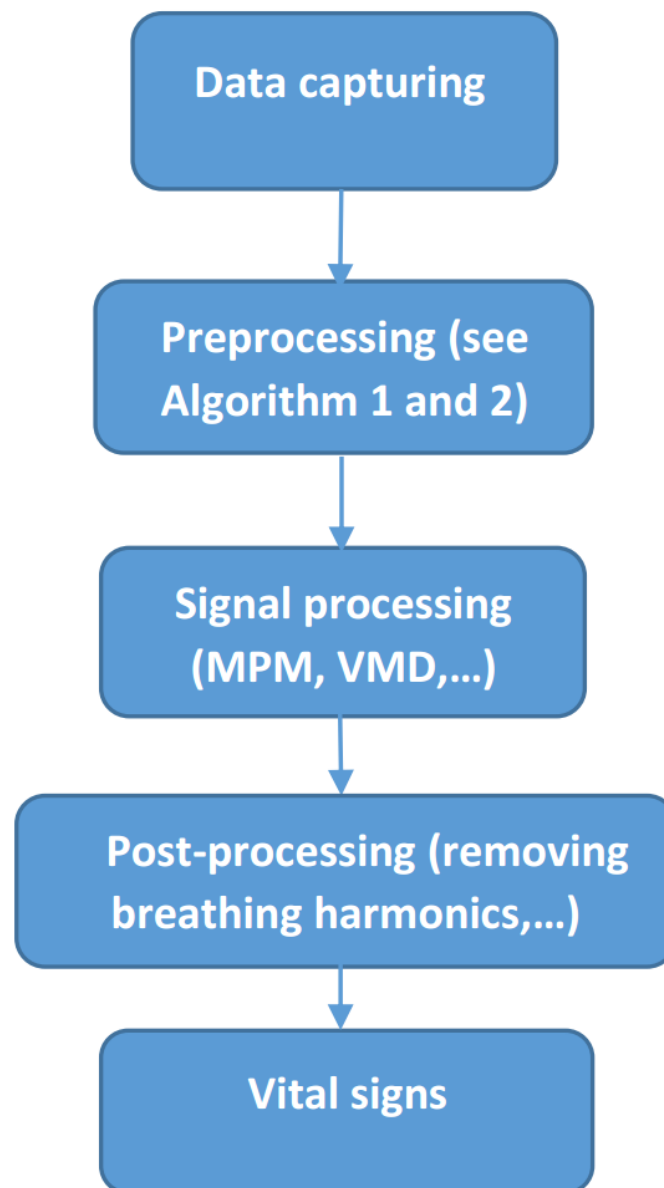 Data capturing
Preprocessing (see
Algorithm 1 and 2)
Signal processing
(MPM, VMD,...)
Post-processing (removing
breathing harmonics,...)
Vital signs